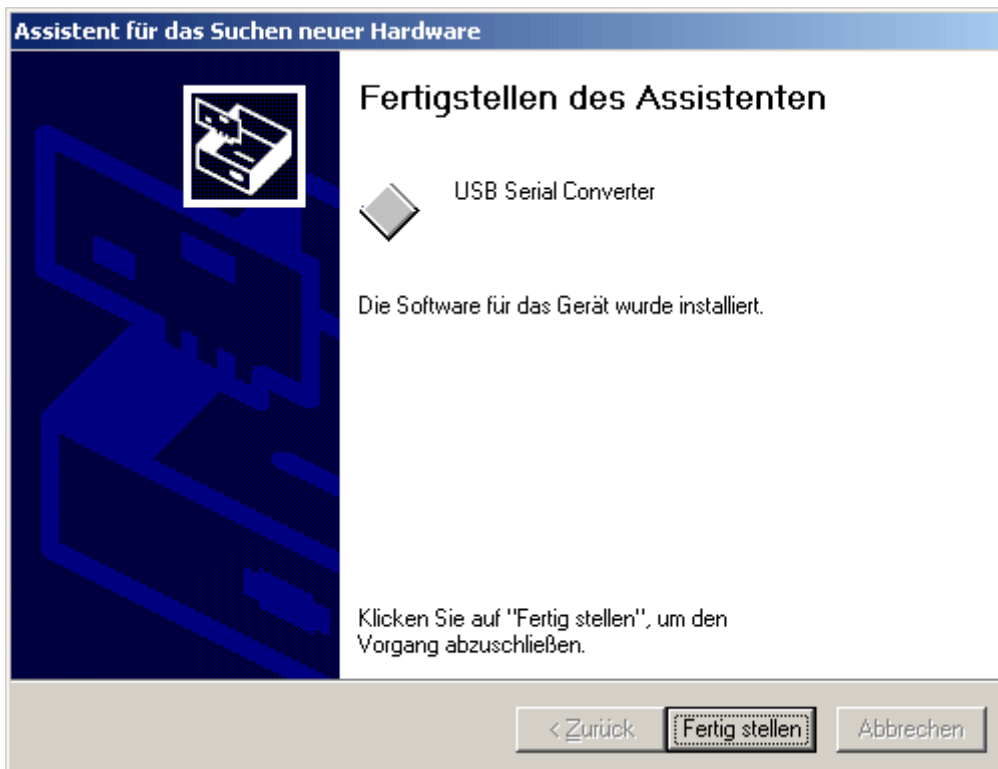 Assistent für das Suchen neuer Hardware
Fertigstellen des Assistenten
USB Serial Converter
Die Software für das Gerät wurde installiert.
Klicken Sie auf "Fertig stellen", um den
Vorgang abzuschließen.
< Zurück Fertig stellen Abbrechen